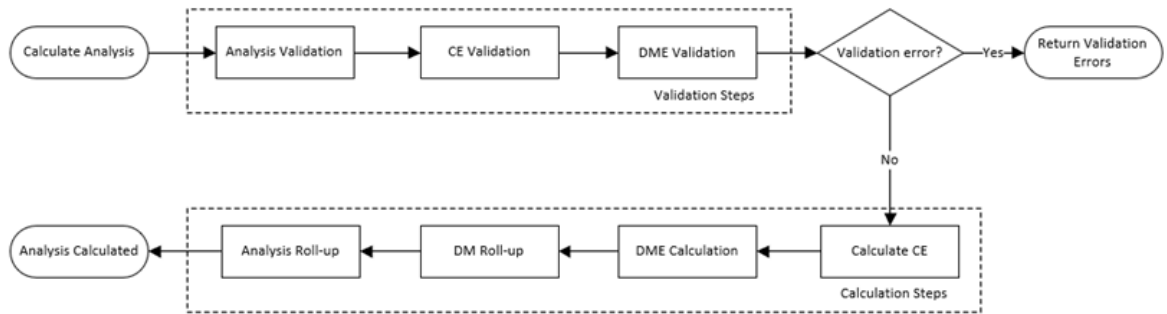 Calculate Analysis
Analysis Validation
CE Validation
DME Validation
Validation error?
Yes
Return Validation
Errors
Validation Steps
No
Analysis Calculated
Analysis Roll-up
DM Roll-up
DME Calculation
Calculate CE
Calculation Steps